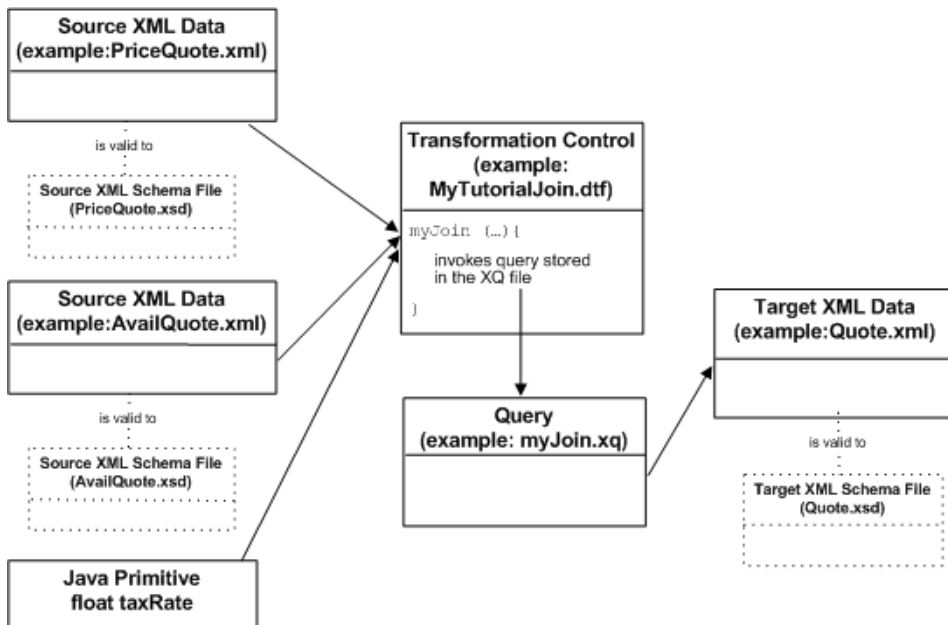 Source XML Data
(example:PriceQuote.xml)
is valid to
Source XML Schema File
(PriceQuote.xsd)
Source XML Data
(example:AvailQuote.xml)
is valid to
Source XML Schema File
(AvailQuote.xsd)
Java Primitive
float taxRate
Transformation Control
(example:
MyTutorialJoin.dtf)
myJoin (…){
invokes query stored
in the XQ file
}
Query
(example: myJoin.xq)
Target XML Data
(example:Quote.xml)
is valid to
Target XML Schema File
(Quote.xsd)